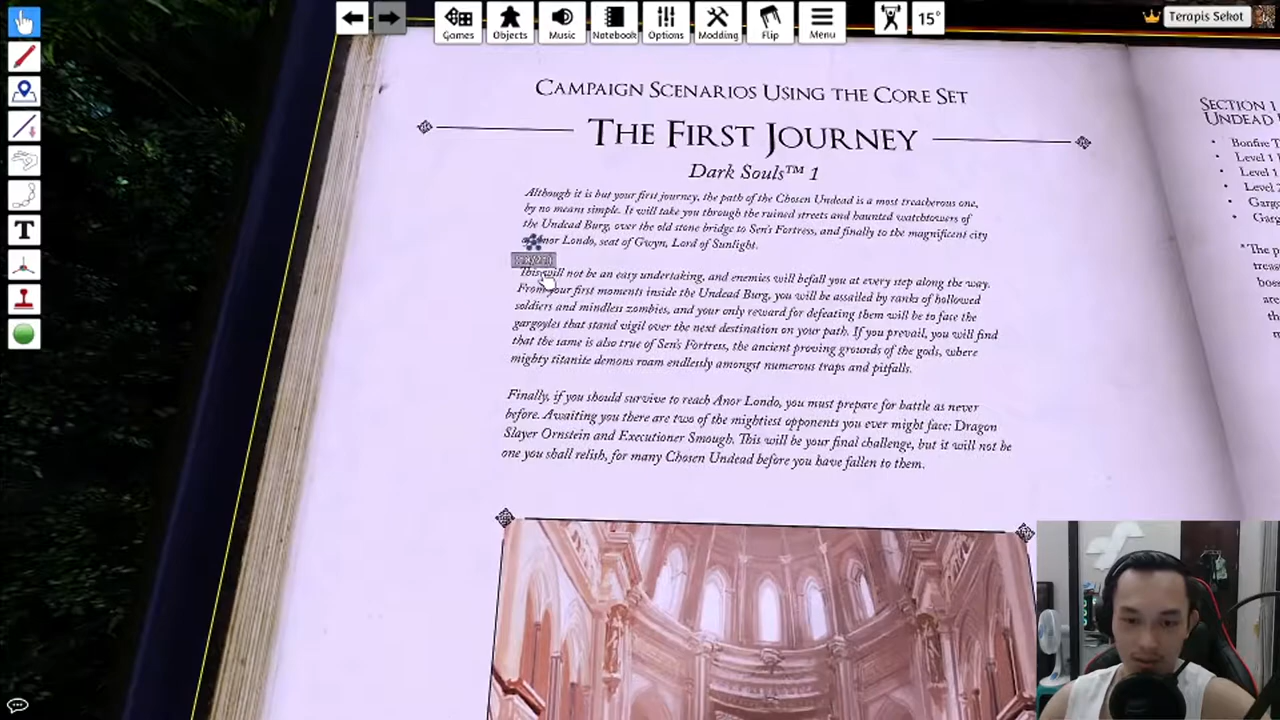 Games
Objects
Music
Notebook
Options
Modding
Flip
Menu
15°
Terapis Sekot
T
CAMPAIGN SCENARIOS USING THE CORE SET
THE FIRST JOURNEY
Dark Souls™ 1
Although it is but your first journey, the path of the Chosen Undead is a most treacherous one,
by no means simple. It will take you through the ruined streets and haunted watchtowers of
the Undead Burg, over the old stone bridge to Sen's Fortress, and finally to the magnificent city
Anor Londo, seat of Gwyn, Lord of Sunlight.
This will not be an easy undertaking, and enemies will befall you at every step along the way.
From your first moments inside the Undead Burg, you will be assailed by ranks of hollowed
soldiers and mindless zombies, and your only reward for defeating them will be to face the
gargoyles that stand vigil over the next destination on your path. If you prevail, you will find
that the same is also true of Sen's Fortress, the ancient proving grounds of the gods, where
mighty titanite demons roam endlessly amongst numerous traps and pitfalls.
Finally, if you should survive to reach Anor Londo, you must prepare for battle as never
before. Awaiting you there are two of the mightiest opponents you ever might face: Dragon
Slayer Ornstein and Executioner Smough. This will be your final challenge, but it will not be
one you shall relish, for many Chosen Undead before you have fallen to them.
SECTION 1
UNDEAD
Bonfire
Level 1
Level 1
Level
*The